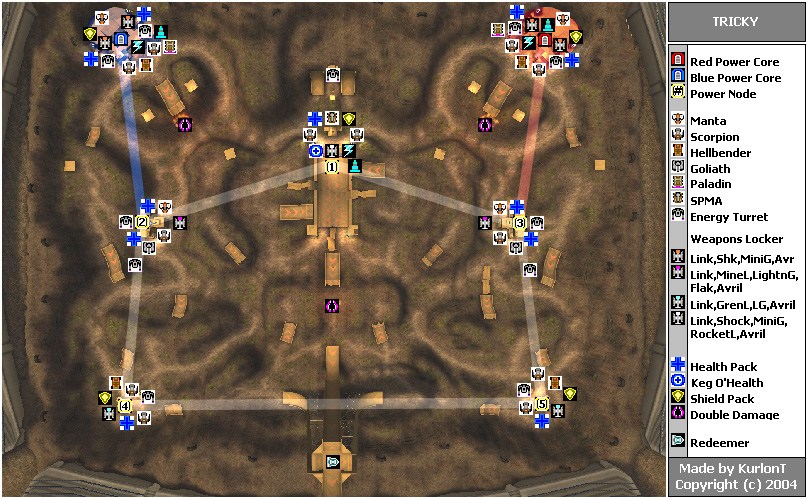 TRICKY
Red Power Core
Blue Power Core
Power Node
Manta
Scorpion
Hellbender
Goliath
Paladin
SPMA
Energy Turret
Weapons Locker
Link,Shk,MiniG,Avr
Link,MineL,LightnG,
Flak,Avril
Link,GrenL,LG,Avril
Link,Shock,MiniG,
RocketL,Avril
Health Pack
Keg O'Health
Shield Pack
Double Damage
Redeemer
Made by KurlonT
Copyright (c) 2004
1
2
3
4
5